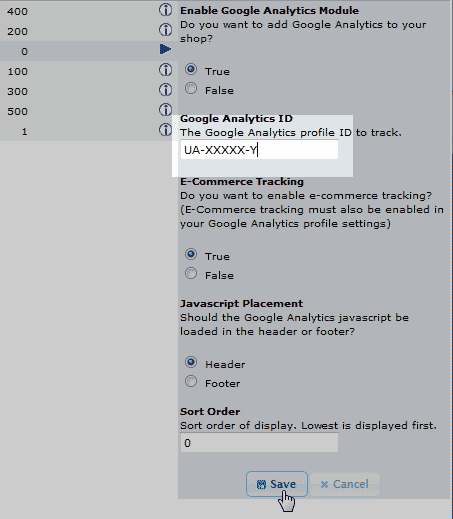 400
200
0
100
300
500
1
Enable Google Analytics Module
Do you want to add Google Analytics to your
shop?
True
False
Google Analytics ID
The Google Analytics profile ID to track.
UA-XXXXX-Y
E-Commerce Tracking
Do you want to enable e-commerce tracking?
(E-Commerce tracking must also be enabled in
your Google Analytics profile settings)
True
False
Javascript Placement
Should the Google Analytics javascript be
loaded in the header or footer?
Header
Footer
Sort Order
Sort order of display. Lowest is displayed first.
0
Save Cancel